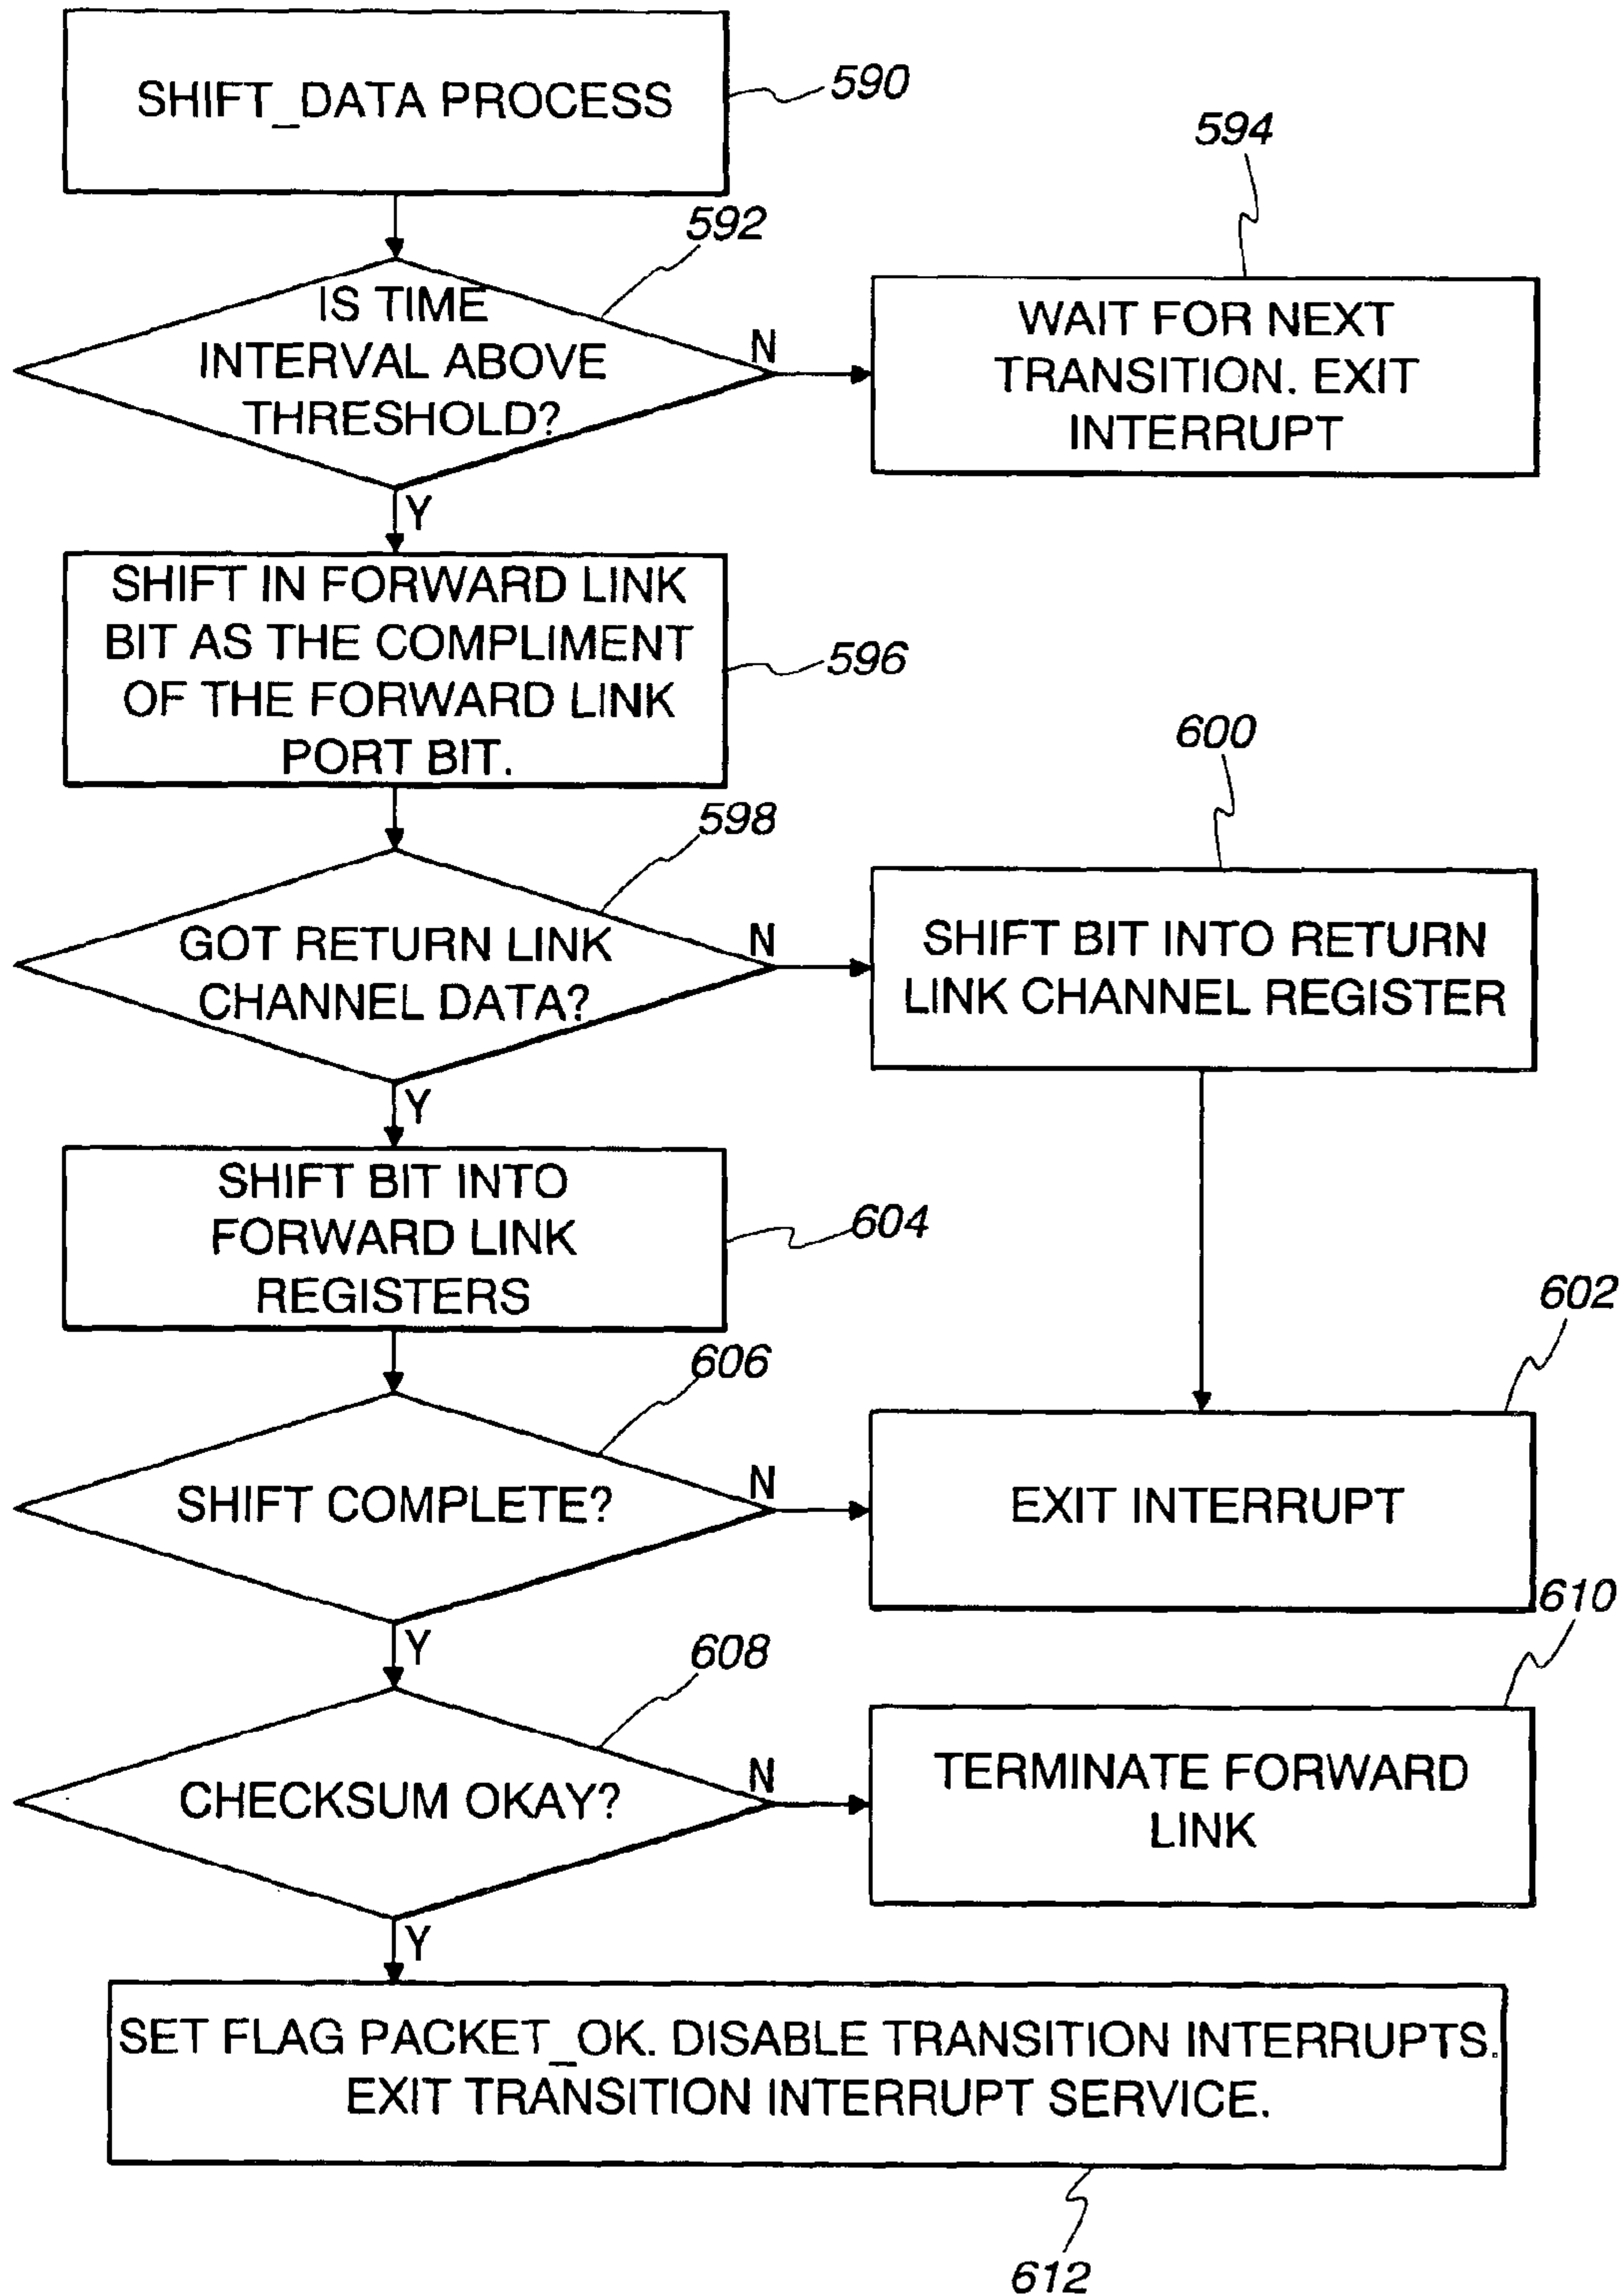 SHIFT_DATA PROCESS
590
592
IS TIME
INTERVAL ABOVE
THRESHOLD?
N
Y
594
WAIT FOR NEXT
TRANSITION. EXIT
INTERRUPT
SHIFT IN FORWARD LINK
BIT AS THE COMPLIMENT
OF THE FORWARD LINK
PORT BIT.
596
598
GOT RETURN LINK
CHANNEL DATA?
N
Y
600
SHIFT BIT INTO RETURN
LINK CHANNEL REGISTER
SHIFT BIT INTO
FORWARD LINK
REGISTERS
604
602
606
SHIFT COMPLETE?
N
Y
EXIT INTERRUPT
610
608
CHECKSUM OKAY?
N
Y
TERMINATE FORWARD
LINK
SET FLAG PACKET_OK. DISABLE TRANSITION INTERRUPTS.
EXIT TRANSITION INTERRUPT SERVICE.
612